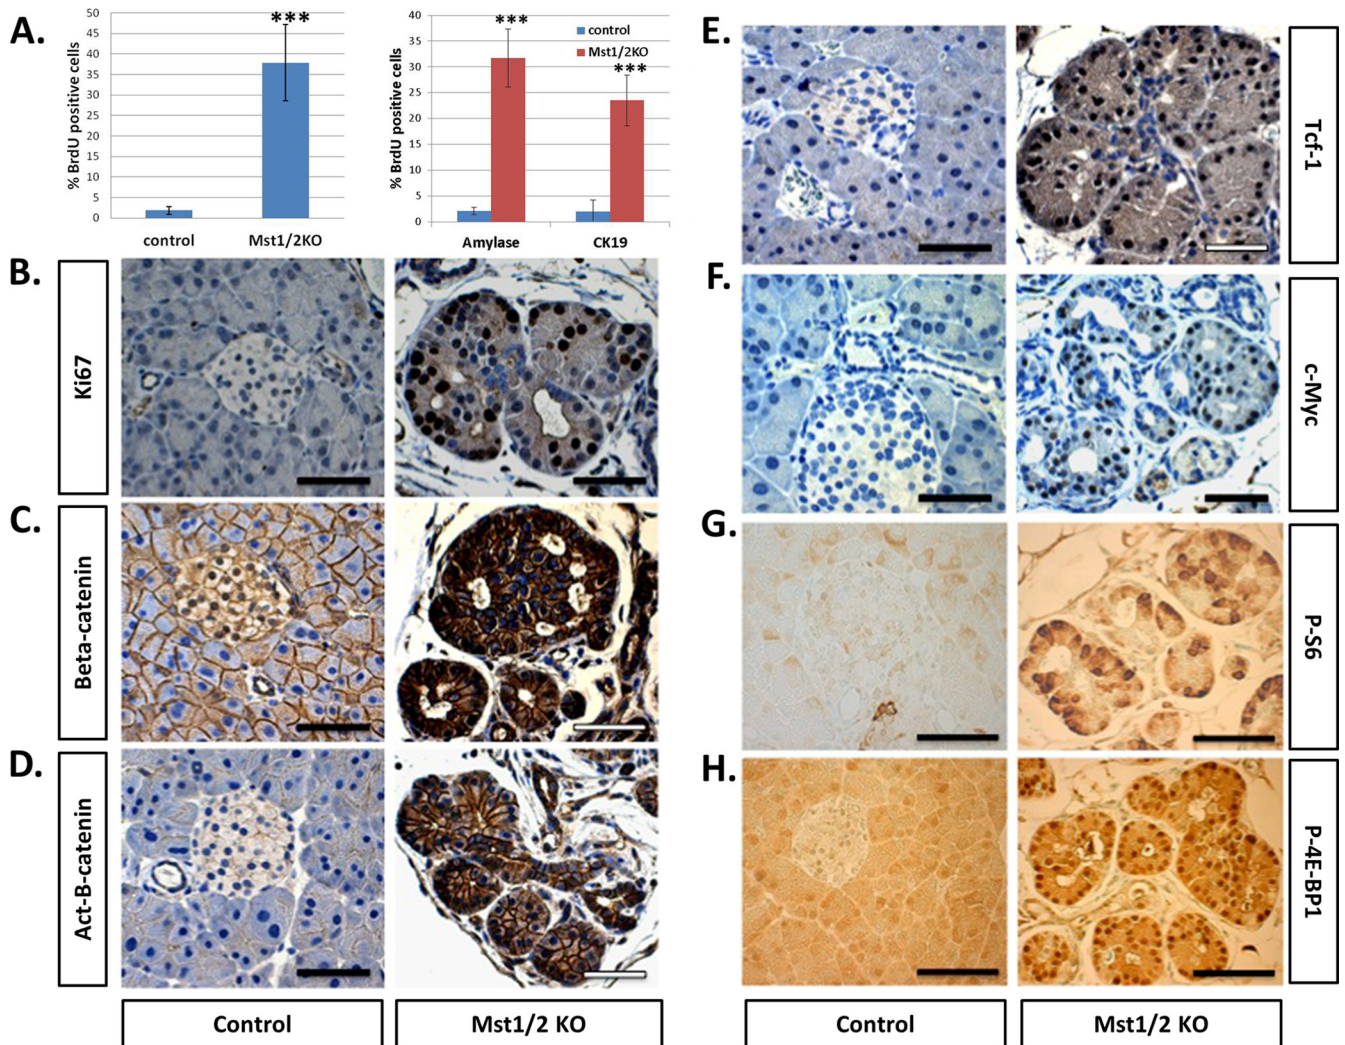 A.
***
50
45
40
35
30
25
20
15
10
5
0
% BrdU positive cells
control
Mst1/2KO
40
35
30
25
20
15
10
5
0
% BrdU positive cells
***
control
Mst1/2KO
***
Amylase
CK19
B.
Ki67
C.
Beta-catenin
D.
Act-B-catenin
Control
Mst1/2 KO
E.
Tcf-1
F.
c-Myc
G.
P-S6
H.
P-4E-BP1
Control
Mst1/2 KO